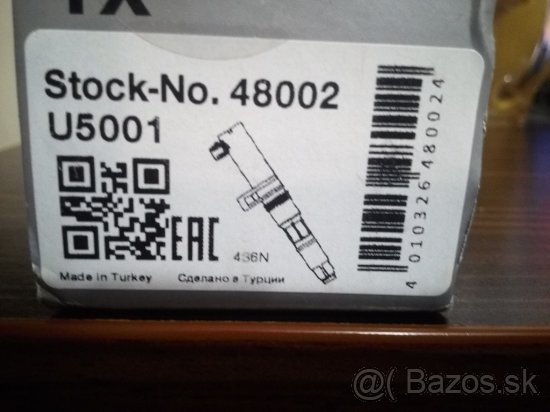 1X
Stock-No. 48002
U5001
EAC
436N
Made in Turkey Сделано в Турции
4 010326 480024
@( Bazos.sk